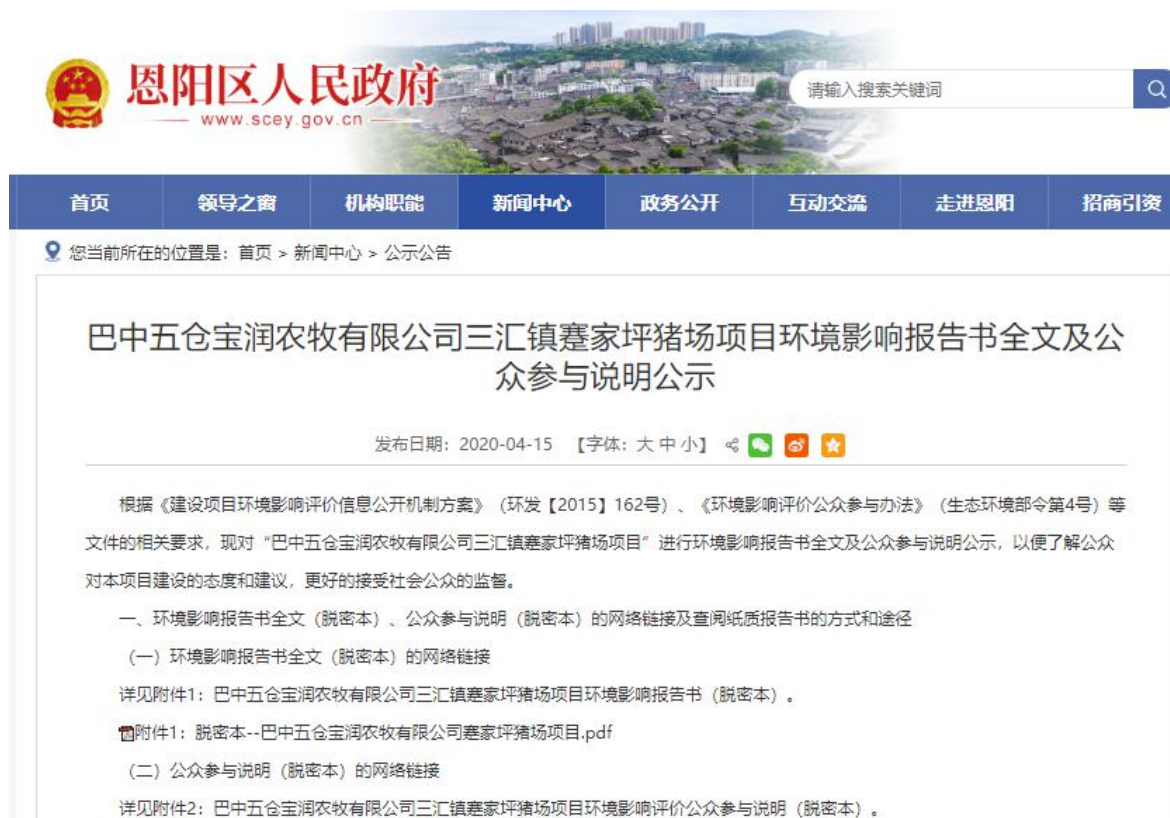 恩阳区人民政府
www.scey.gov.cn
请输入搜索关键词
首页 领导之窗 机构职能 新闻中心 政务公开 互动交流 走进恩阳 招商引资
您当前所在的位置是：首页 > 新闻中心 > 公示公告
巴中五仓宝润农牧有限公司三汇镇蹇家坪猪场项目环境影响报告书全文及公
众参与说明公示
发布日期：2020-04-15 【字体：大 中 小】
根据《建设项目环境影响评价信息公开机制方案》（环发【2015】162号）、《环境影响评价公众参与办法》（生态环境部令第4号）等
文件的相关要求，现对“巴中五仓宝润农牧有限公司三汇镇蹇家坪猪场项目”进行环境影响报告书全文及公众参与说明公示，以便了解公众
对本项目建设的态度和建议，更好的接受社会公众的监督。
一、环境影响报告书全文（脱密本）、公众参与说明（脱密本）的网络链接及查阅纸质报告书的方式和途径
（一）环境影响报告书全文（脱密本）的网络链接
详见附件1：巴中五仓宝润农牧有限公司三汇镇蹇家坪猪场项目环境影响报告书（脱密本）。
附件1：脱密本--巴中五仓宝润农牧有限公司蹇家坪猪场项目.pdf
（二）公众参与说明（脱密本）的网络链接
详见附件2：巴中五仓宝润农牧有限公司三汇镇蹇家坪猪场项目环境影响评价公众参与说明（脱密本）。